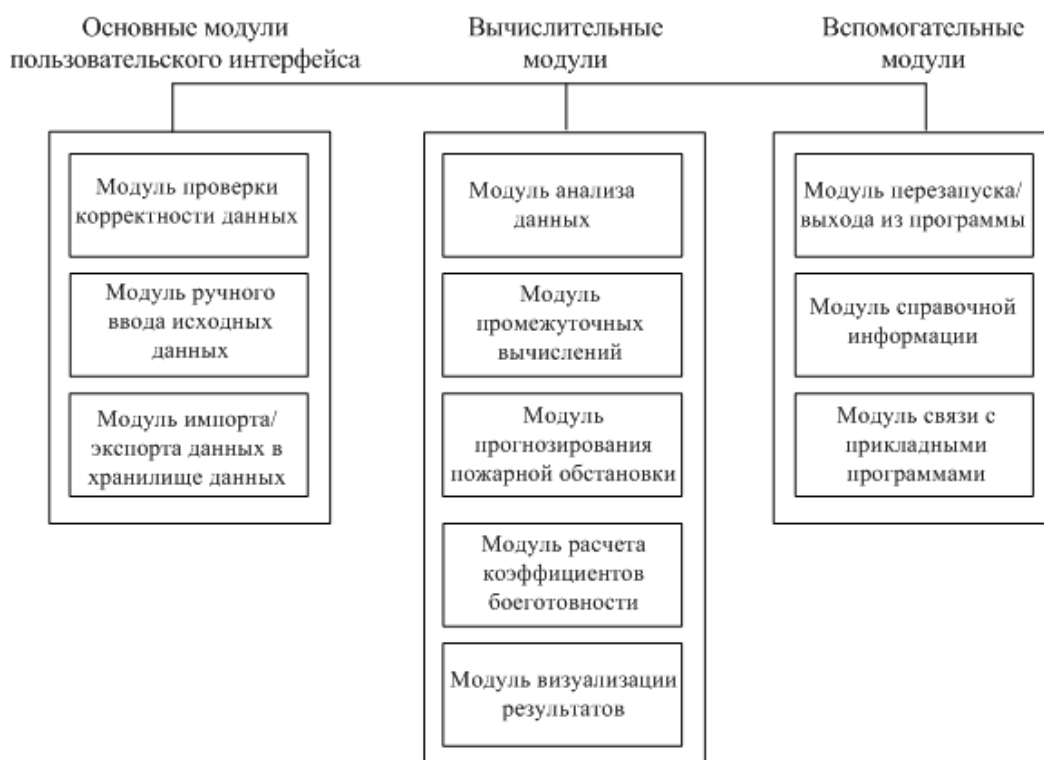 Основные модули
пользовательского интерфейса
Вычислительные
модули
Вспомогательные
модули
Модуль проверки
корректности данных
Модуль ручного
ввода исходных
данных
Модуль импорта/
экспорта данных в
хранилище данных
Модуль анализа
данных
Модуль
промежуточных
вычислений
Модуль
прогнозирования
пожарной обстановки
Модуль расчета
коэффициентов
боеготовности
Модуль визуализации
результатов
Модуль перезапуска/
выхода из программы
Модуль справочной
информации
Модуль связи с
прикладными
программами